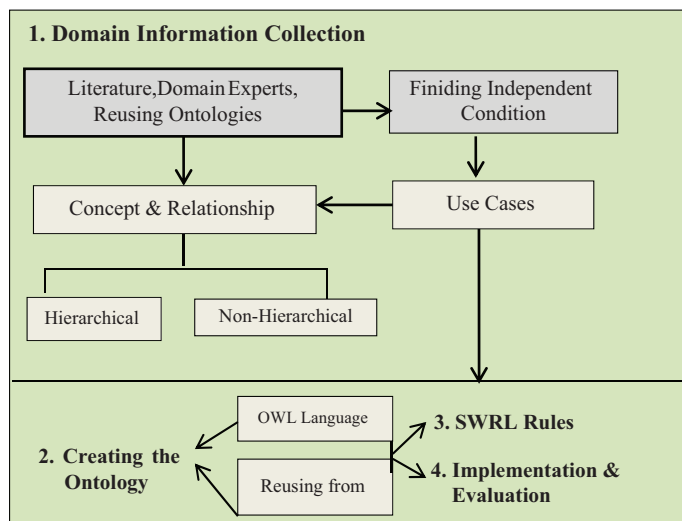 1. Domain Information Collection
Literature,Domain Experts,
Reusing Ontologies
Finiding Independent
Condition
Concept & Relationship
Use Cases
Hierarchical
Non-Hierarchical
OWL Language
3. SWRL Rules
2. Creating the
Ontology
Reusing from
4. Implementation &
Evaluation